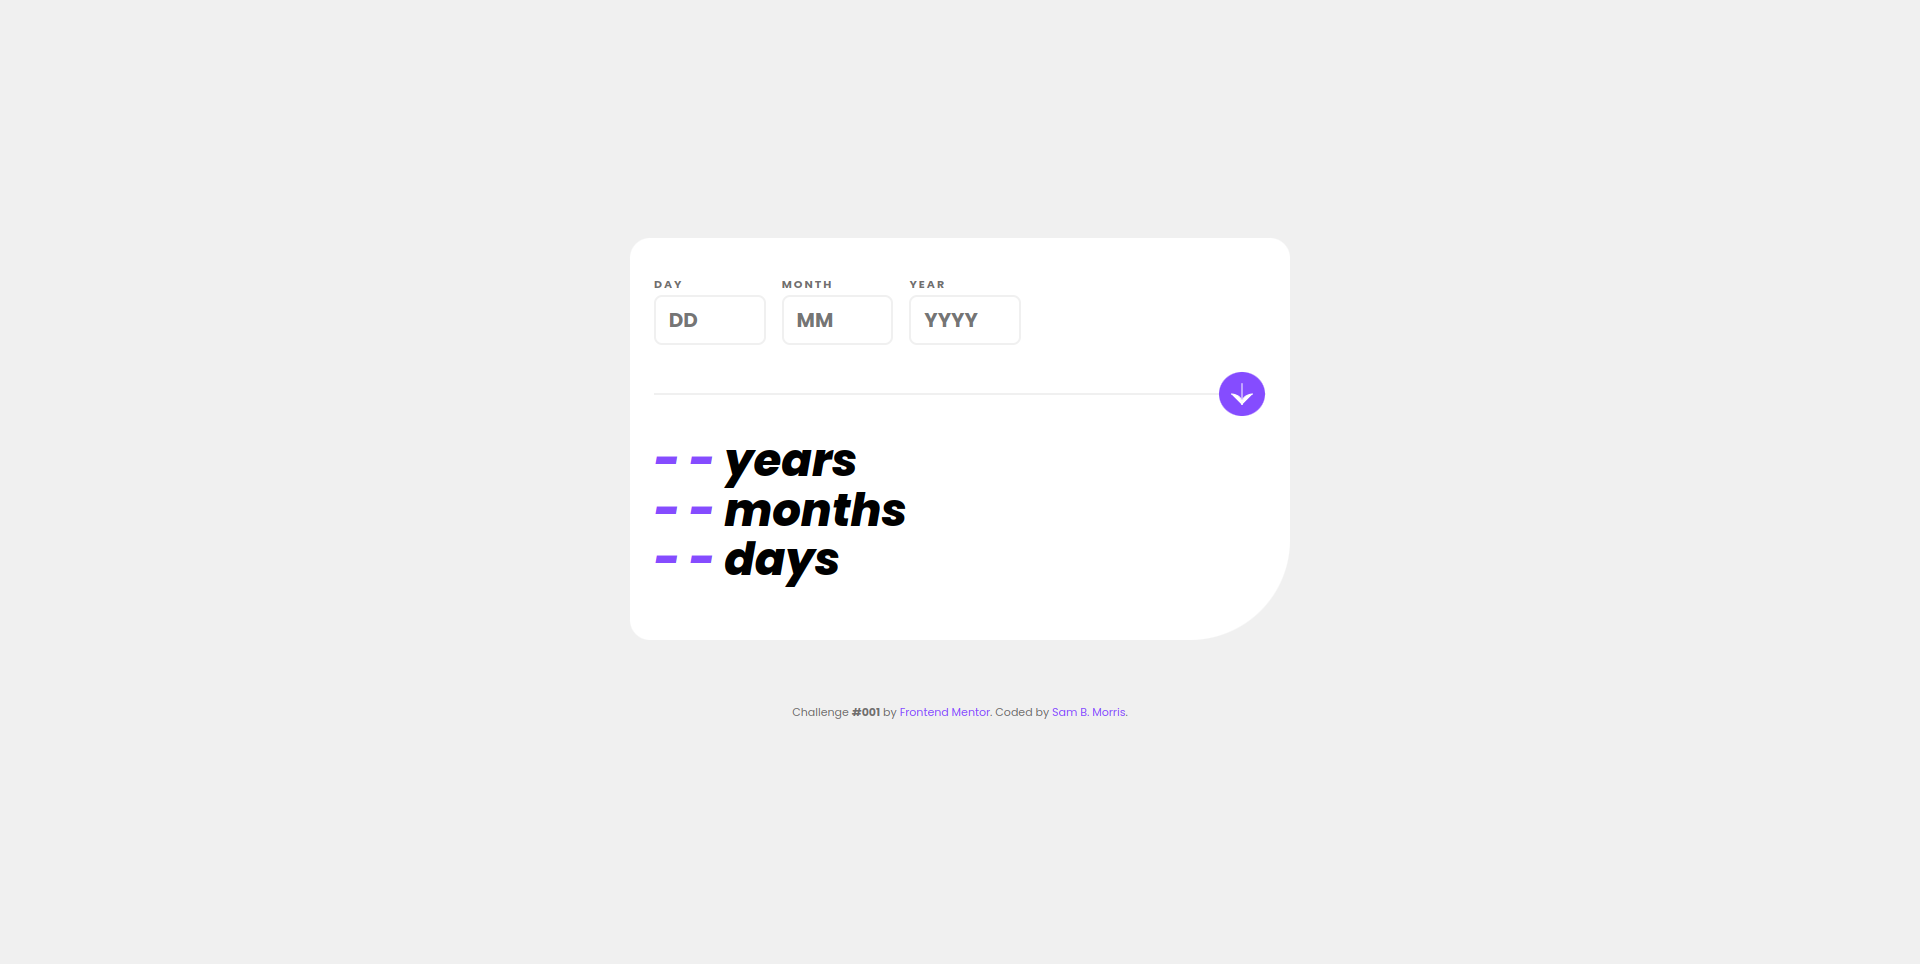 DAY MONTH YEAR
DD MM YYYY
- - years
- - months
- - days
Challenge #001 by Frontend Mentor. Coded by Sam B. Morris.